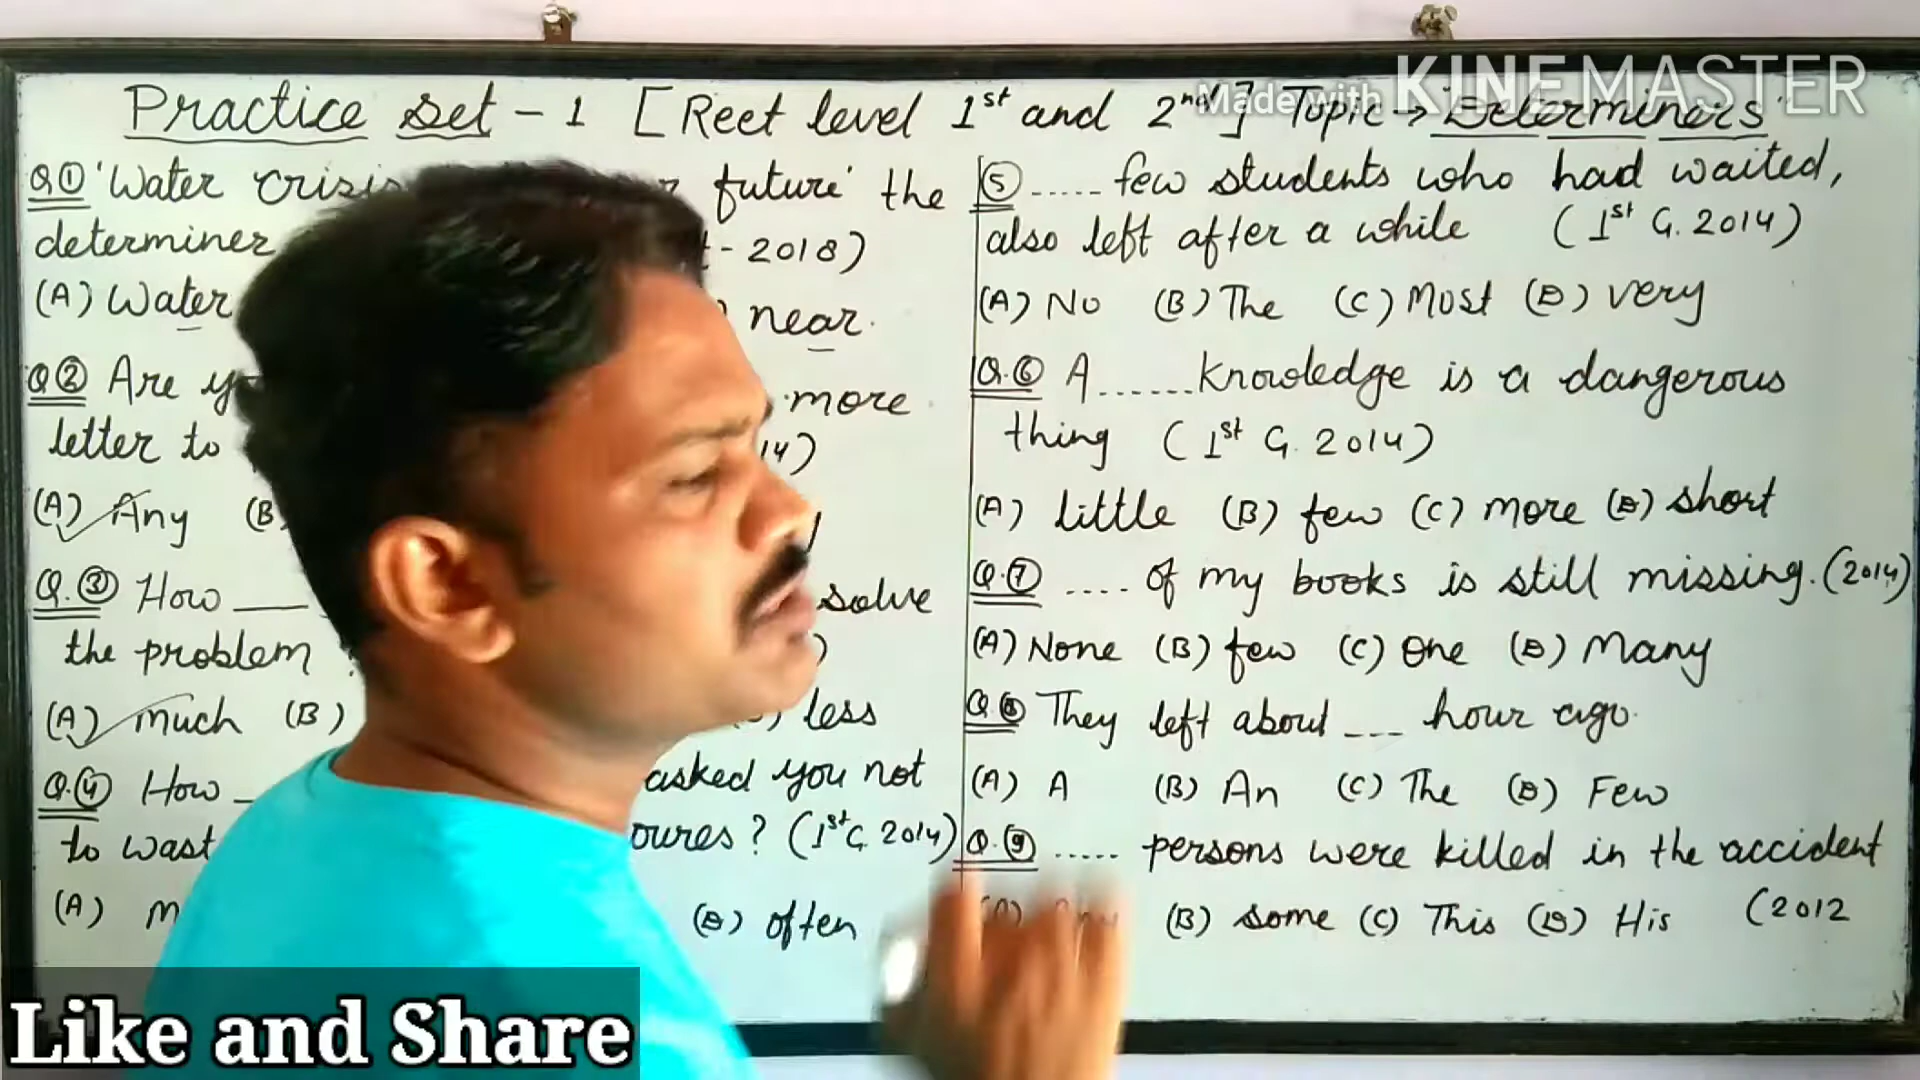 Made with KINEMASTER
Practice set - 1 [Reet level 1st and 2nd] Topic → "Determiners"
Q① 'Water crisis future' the
determiner - 2018)
(A) Water near.
Q② Are more
letter to 14)
(A) Any (B
Q.③ How ___ solve
the problem )
(A) much (B) less
Q.④ How asked you not
to wast oures? (1st G. 2014)
(A) m (D) often
⑤ ..... few students who had waited,
also left after a while (1st G. 2014)
(A) No (B) The (C) Most (D) very
Q.⑥ A ...... knowledge is a dangerous
thing (1st G. 2014)
(A) little (B) few (C) more (D) short
Q.⑦ .... of my books is still missing. (2014)
(A) None (B) few (C) One (D) Many
Q.⑧ They left about ___ hour ago.
(A) A (B) An (C) The (D) Few
Q.⑨ ..... persons were killed in the accident
(B) some (C) This (D) His (2012
Like and Share